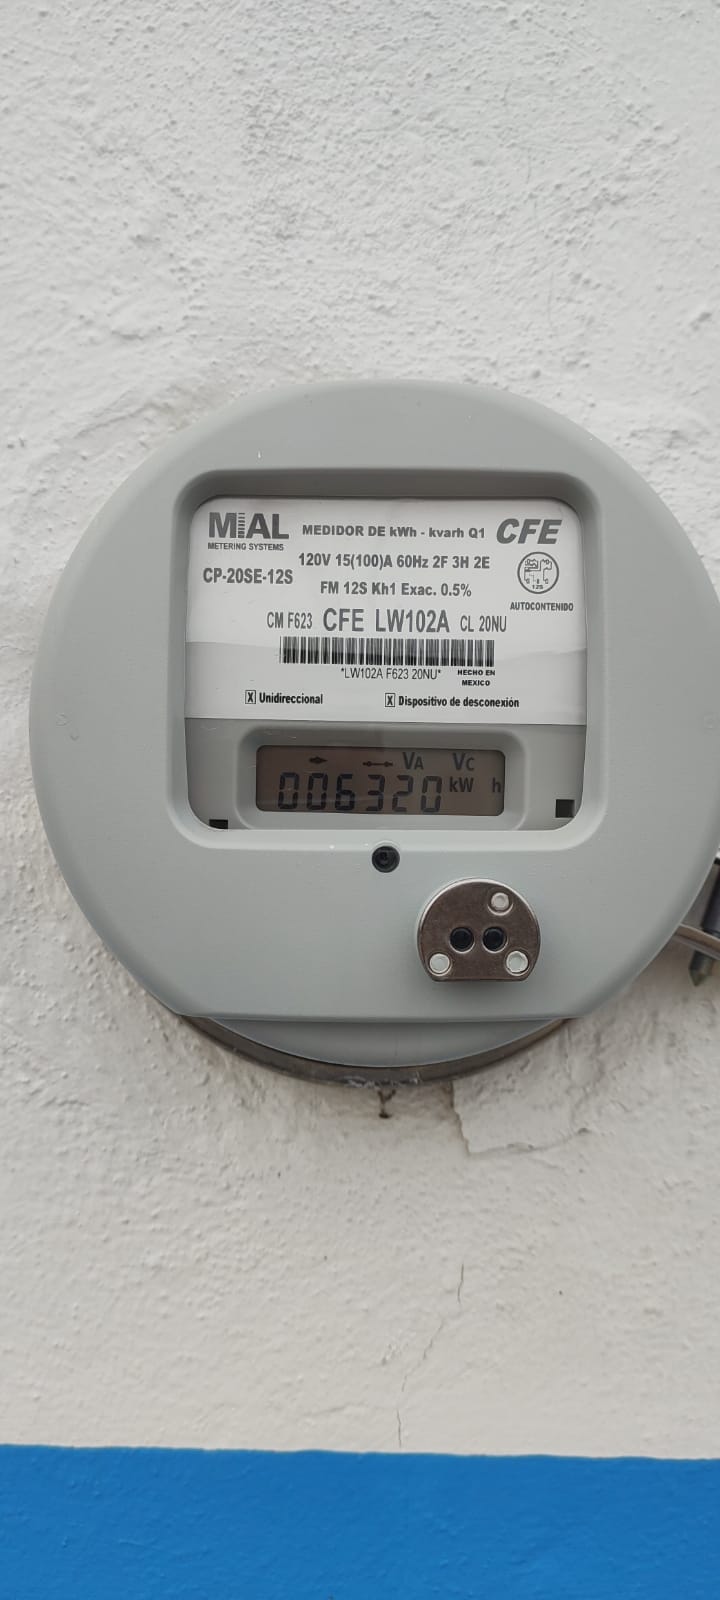 MIAL
METERING SYSTEMS
MEDIDOR DE kWh - kvarh Q1
CFE
CP-20SE-12S
120V 15(100)A 60Hz 2F 3H 2E
FM 12S Kh1 Exac. 0.5%
12S
AUTOCONTENIDO
CM F623 CFE LW102A CL 20NU
*LW102A F623 20NU*
HECHO EN
MEXICO
X Unidireccional
X Dispositivo de desconexión
VA VC
006320 kW h